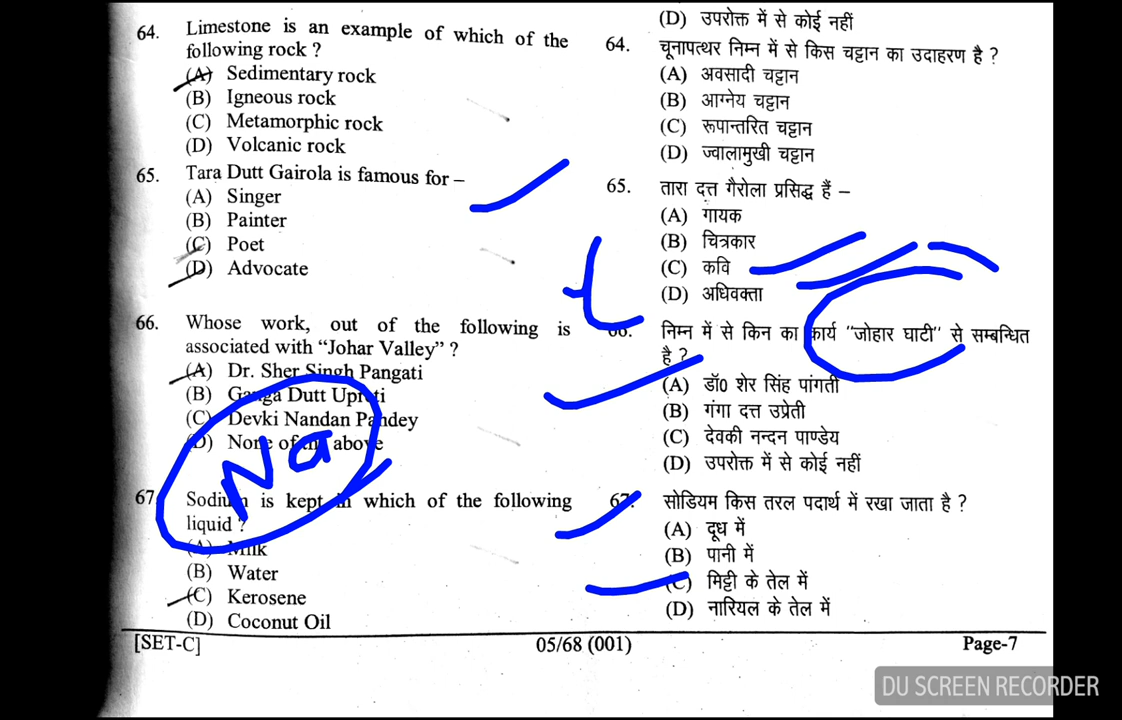 64. Limestone is an example of which of the
following rock ?
(A) Sedimentary rock
(B) Igneous rock
(C) Metamorphic rock
(D) Volcanic rock
65. Tara Dutt Gairola is famous for –
(A) Singer
(B) Painter
(C) Poet
(D) Advocate
66. Whose work, out of the following is
associated with “Johar Valley” ?
(A) Dr. Sher Singh Pangati
(B) Ganga Dutt Upreti
(C) Devki Nandan Pandey
(D) None of the above
Na
67. Sodium is kept in which of the following
liquid ?
(A) Milk
(B) Water
(C) Kerosene
(D) Coconut Oil
(D) उपरोक्त में से कोई नहीं
64. चूनापत्थर निम्न में से किस चट्टान का उदाहरण है ?
(A) अवसादी चट्टान
(B) आग्नेय चट्टान
(C) रूपान्तरित चट्टान
(D) ज्वालामुखी चट्टान
65. तारा दत्त गैरोला प्रसिद्ध हैं –
(A) गायक
(B) चित्रकार
(C) कवि
(D) अधिवक्ता
66. निम्न में से किन का कार्य “जोहार घाटी” से सम्बन्धित
है ?
(A) डॉ0 शेर सिंह पांगती
(B) गंगा दत्त उप्रेती
(C) देवकी नन्दन पाण्डेय
(D) उपरोक्त में से कोई नहीं
67. सोडियम किस तरल पदार्थ में रखा जाता है ?
(A) दूध में
(B) पानी में
(C) मिट्टी के तेल में
(D) नारियल के तेल में
[SET-C] 05/68 (001) Page-7
DU SCREEN RECORDER